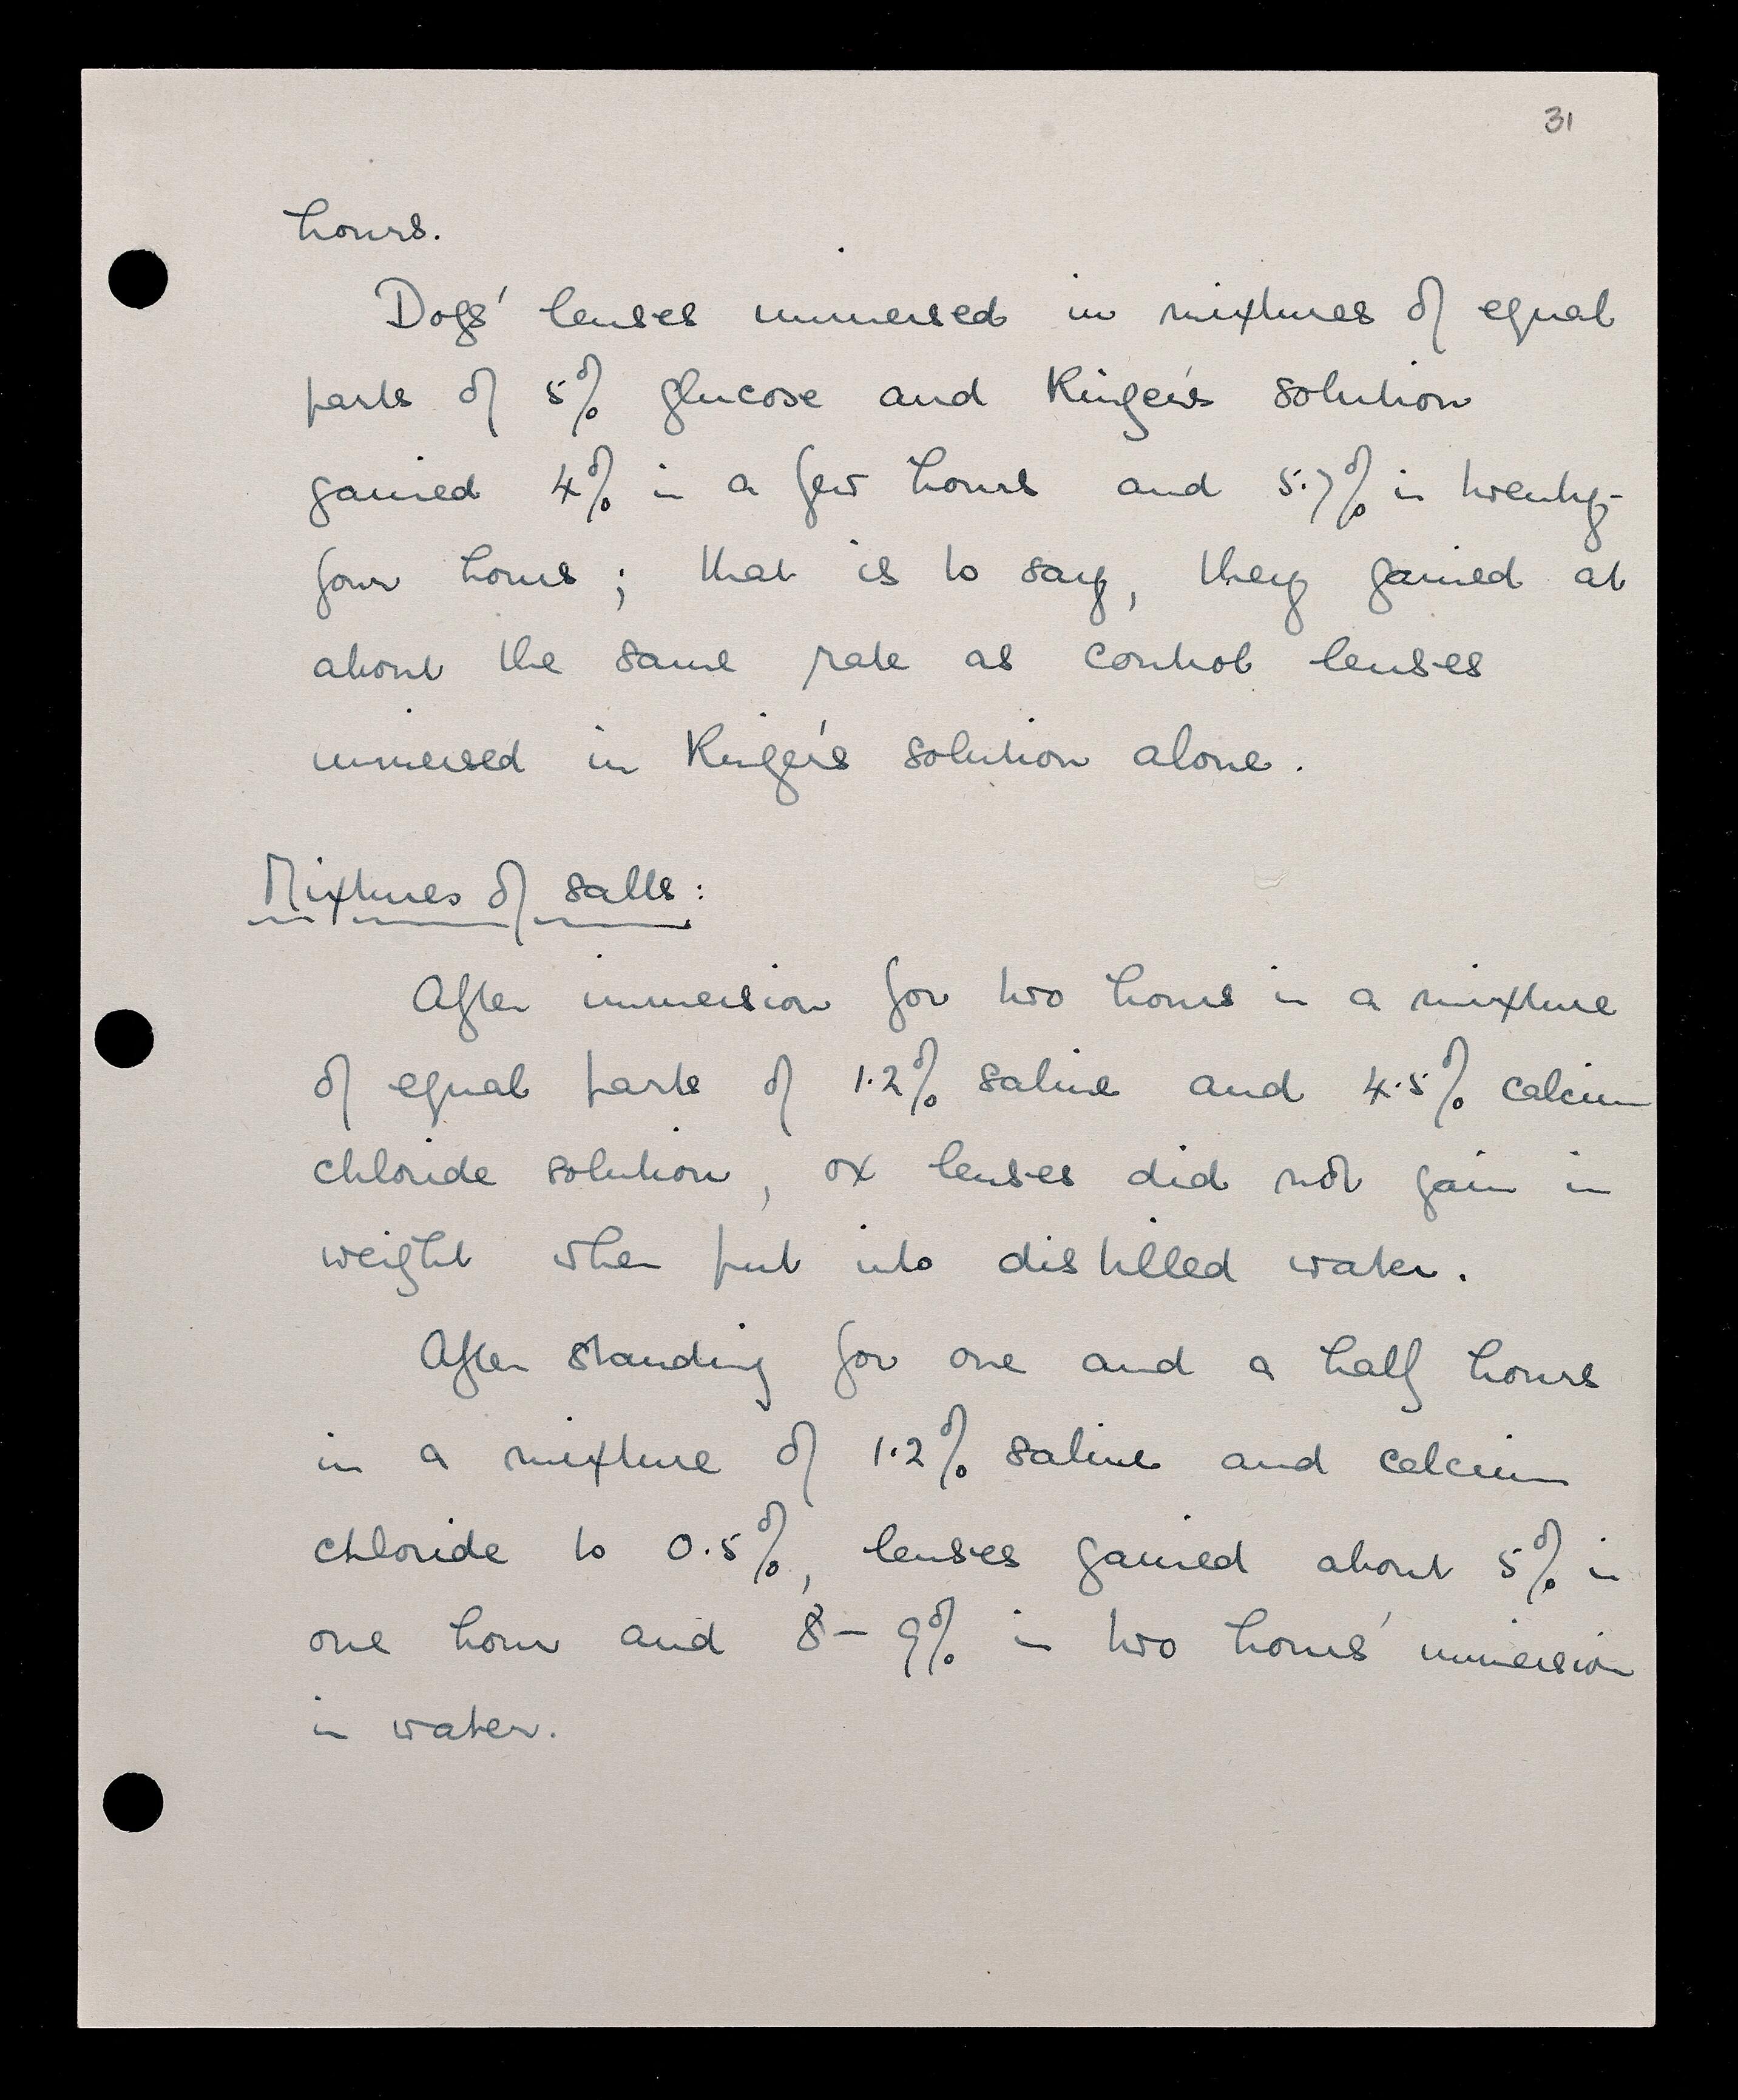 31
hours.
Dogs' lenses immersed in mixtures of equal
parts of 5% glucose and Ringer's solution
gained 4% in a few hours and 5.7% in twenty-
four hours ; that is to say, they gained at
about the same rate as control lenses
immersed in Ringer's solution alone.
Mixtures of salts:
After immersion for two hours in a mixture
of equal parts of 1.2% saline and 4.5% calcium
chloride solution, ox lenses did not gain in
weight when put into distilled water.
After standing for one and a half hours
in a mixture of 1.2% saline and calcium
chloride to 0.5%, lenses gained about 5% in
one hour and 8 - 9% in two hours' immersion
in water.